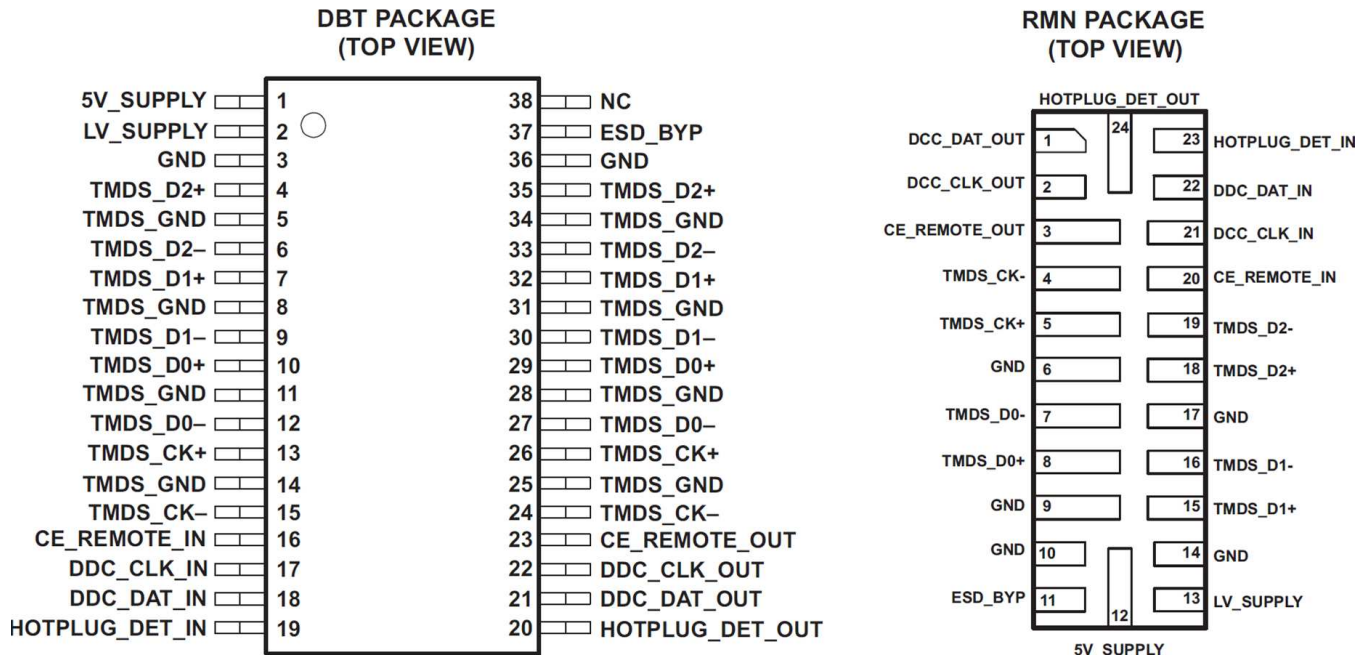 DBT PACKAGE
(TOP VIEW)
5V_SUPPLY 1 38 NC
LV_SUPPLY 2 37 ESD_BYP
GND 3 36 GND
TMDS_D2+ 4 35 TMDS_D2+
TMDS_GND 5 34 TMDS_GND
TMDS_D2– 6 33 TMDS_D2–
TMDS_D1+ 7 32 TMDS_D1+
TMDS_GND 8 31 TMDS_GND
TMDS_D1– 9 30 TMDS_D1–
TMDS_D0+ 10 29 TMDS_D0+
TMDS_GND 11 28 TMDS_GND
TMDS_D0– 12 27 TMDS_D0–
TMDS_CK+ 13 26 TMDS_CK+
TMDS_GND 14 25 TMDS_GND
TMDS_CK– 15 24 TMDS_CK–
CE_REMOTE_IN 16 23 CE_REMOTE_OUT
DDC_CLK_IN 17 22 DDC_CLK_OUT
DDC_DAT_IN 18 21 DDC_DAT_OUT
HOTPLUG_DET_IN 19 20 HOTPLUG_DET_OUT
RMN PACKAGE
(TOP VIEW)
HOTPLUG_DET_OUT
24
DCC_DAT_OUT 1 23 HOTPLUG_DET_IN
DCC_CLK_OUT 2 22 DDC_DAT_IN
CE_REMOTE_OUT 3 21 DCC_CLK_IN
TMDS_CK- 4 20 CE_REMOTE_IN
TMDS_CK+ 5 19 TMDS_D2-
GND 6 18 TMDS_D2+
TMDS_D0- 7 17 GND
TMDS_D0+ 8 16 TMDS_D1-
GND 9 15 TMDS_D1+
GND 10 14 GND
ESD_BYP 11 13 LV_SUPPLY
12
5V_SUPPLY